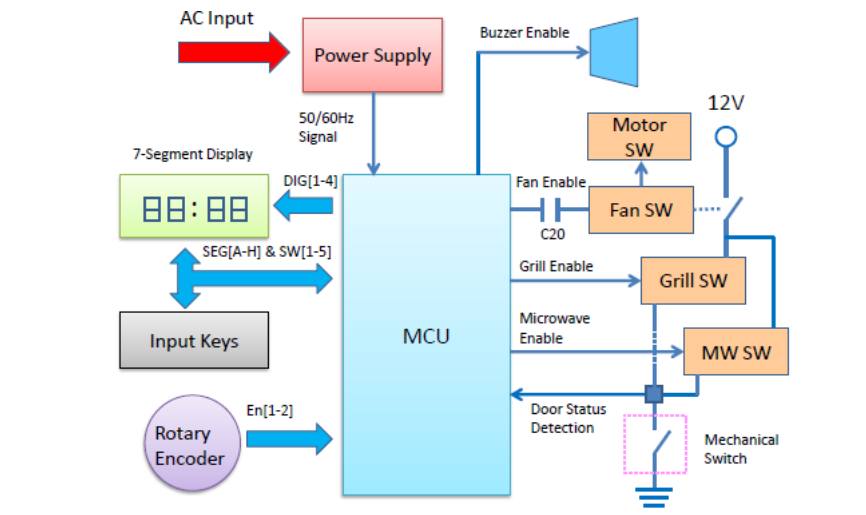 AC Input
Power Supply
Buzzer Enable
12V
50/60Hz
Signal
Motor
SW
7-Segment Display
DIG[1-4]
Fan Enable
88:88
Fan SW
C20
SEG[A-H] & SW[1-5]
Grill Enable
Grill SW
Input Keys
MCU
Microwave
Enable
MW SW
En[1-2]
Rotary
Encoder
Door Status
Detection
Mechanical
Switch